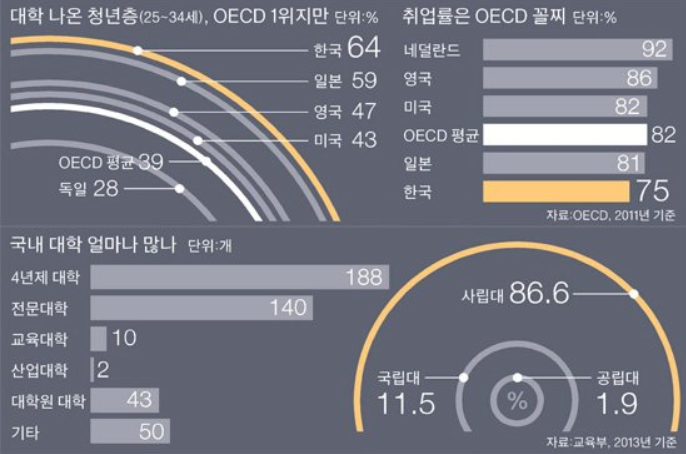 대학 나온 청년층(25~34세), OECD 1위지만 단위:%
한국 64
일본 59
영국 47
미국 43
OECD 평균 39
독일 28
취업률은 OECD 꼴찌 단위:%
네덜란드 92
영국 86
미국 82
OECD 평균 82
일본 81
한국 75
자료:OECD, 2011년 기준
국내 대학 얼마나 많나 단위:개
4년제 대학 188
전문대학 140
교육대학 10
산업대학 2
대학원 대학 43
기타 50
사립대 86.6
국립대 11.5
공립대 1.9
%
자료:교육부, 2013년 기준